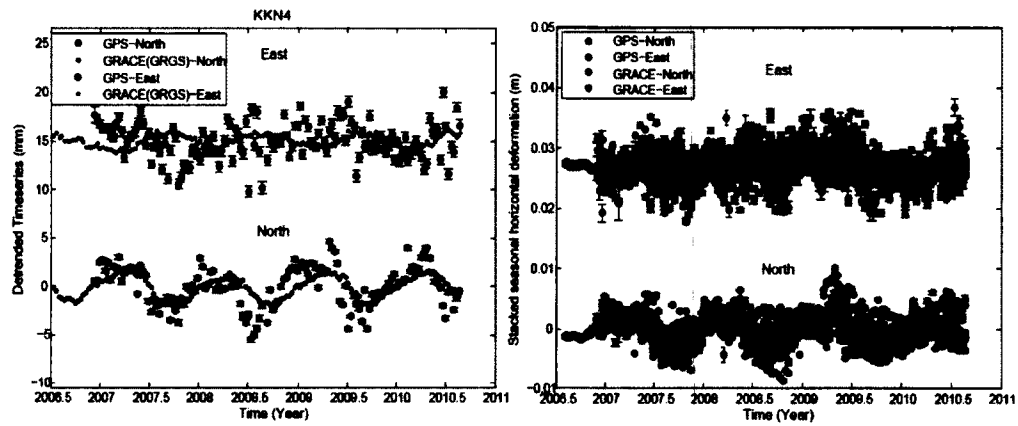 KKN4
25
20
15
10
5
0
−5
−10
Detrended Timeseries (mm)
GPS−North
GRACE(GRGS)−North
GPS−East
GRACE(GRGS)−East
East
North
2006.5 2007 2007.5 2008 2008.5 2009 2009.5 2010 2010.5 2011
Time (Year)
0.05
0.04
0.03
0.02
0.01
0
−0.01
Stacked seasonal horizontal deformation (m)
GPS−North
GPS−East
GRACE−North
GRACE−East
East
North
2006.5 2007 2007.5 2008 2008.5 2009 2009.5 2010 2010.5 2011
Time (Year)